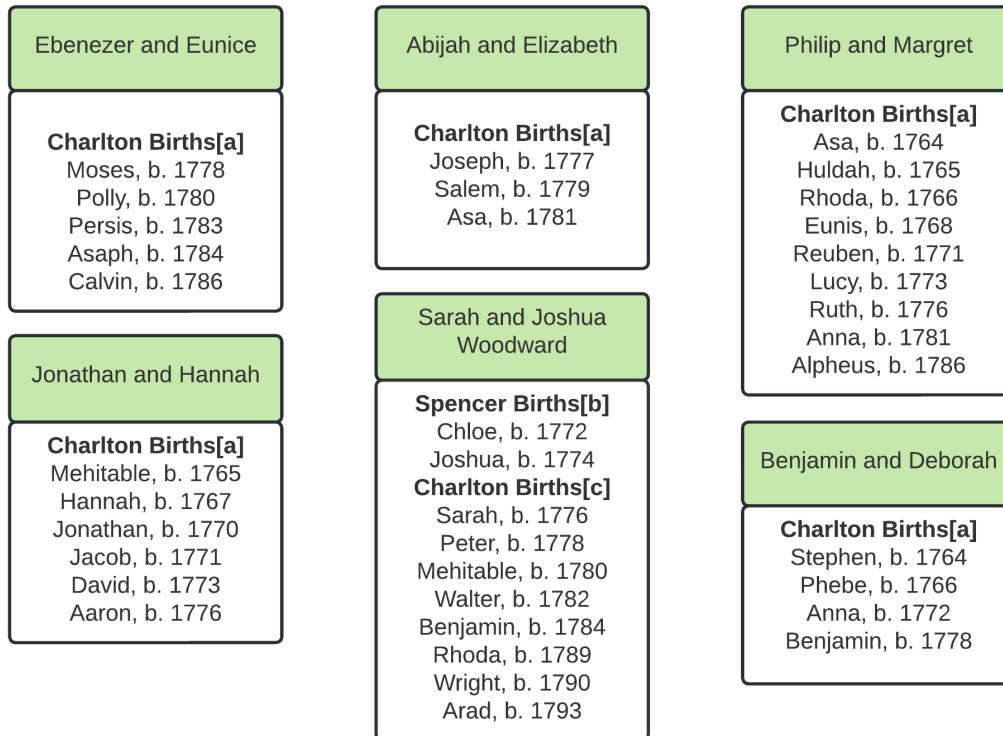 Ebenezer and Eunice
Charlton Births[a]
Moses, b. 1778
Polly, b. 1780
Persis, b. 1783
Asaph, b. 1784
Calvin, b. 1786
Jonathan and Hannah
Charlton Births[a]
Mehitable, b. 1765
Hannah, b. 1767
Jonathan, b. 1770
Jacob, b. 1771
David, b. 1773
Aaron, b. 1776
Abijah and Elizabeth
Charlton Births[a]
Joseph, b. 1777
Salem, b. 1779
Asa, b. 1781
Sarah and Joshua
Woodward
Spencer Births[b]
Chloe, b. 1772
Joshua, b. 1774
Charlton Births[c]
Sarah, b. 1776
Peter, b. 1778
Mehitable, b. 1780
Walter, b. 1782
Benjamin, b. 1784
Rhoda, b. 1789
Wright, b. 1790
Arad, b. 1793
Philip and Margret
Charlton Births[a]
Asa, b. 1764
Huldah, b. 1765
Rhoda, b. 1766
Eunis, b. 1768
Reuben, b. 1771
Lucy, b. 1773
Ruth, b. 1776
Anna, b. 1781
Alpheus, b. 1786
Benjamin and Deborah
Charlton Births[a]
Stephen, b. 1764
Phebe, b. 1766
Anna, b. 1772
Benjamin, b. 1778